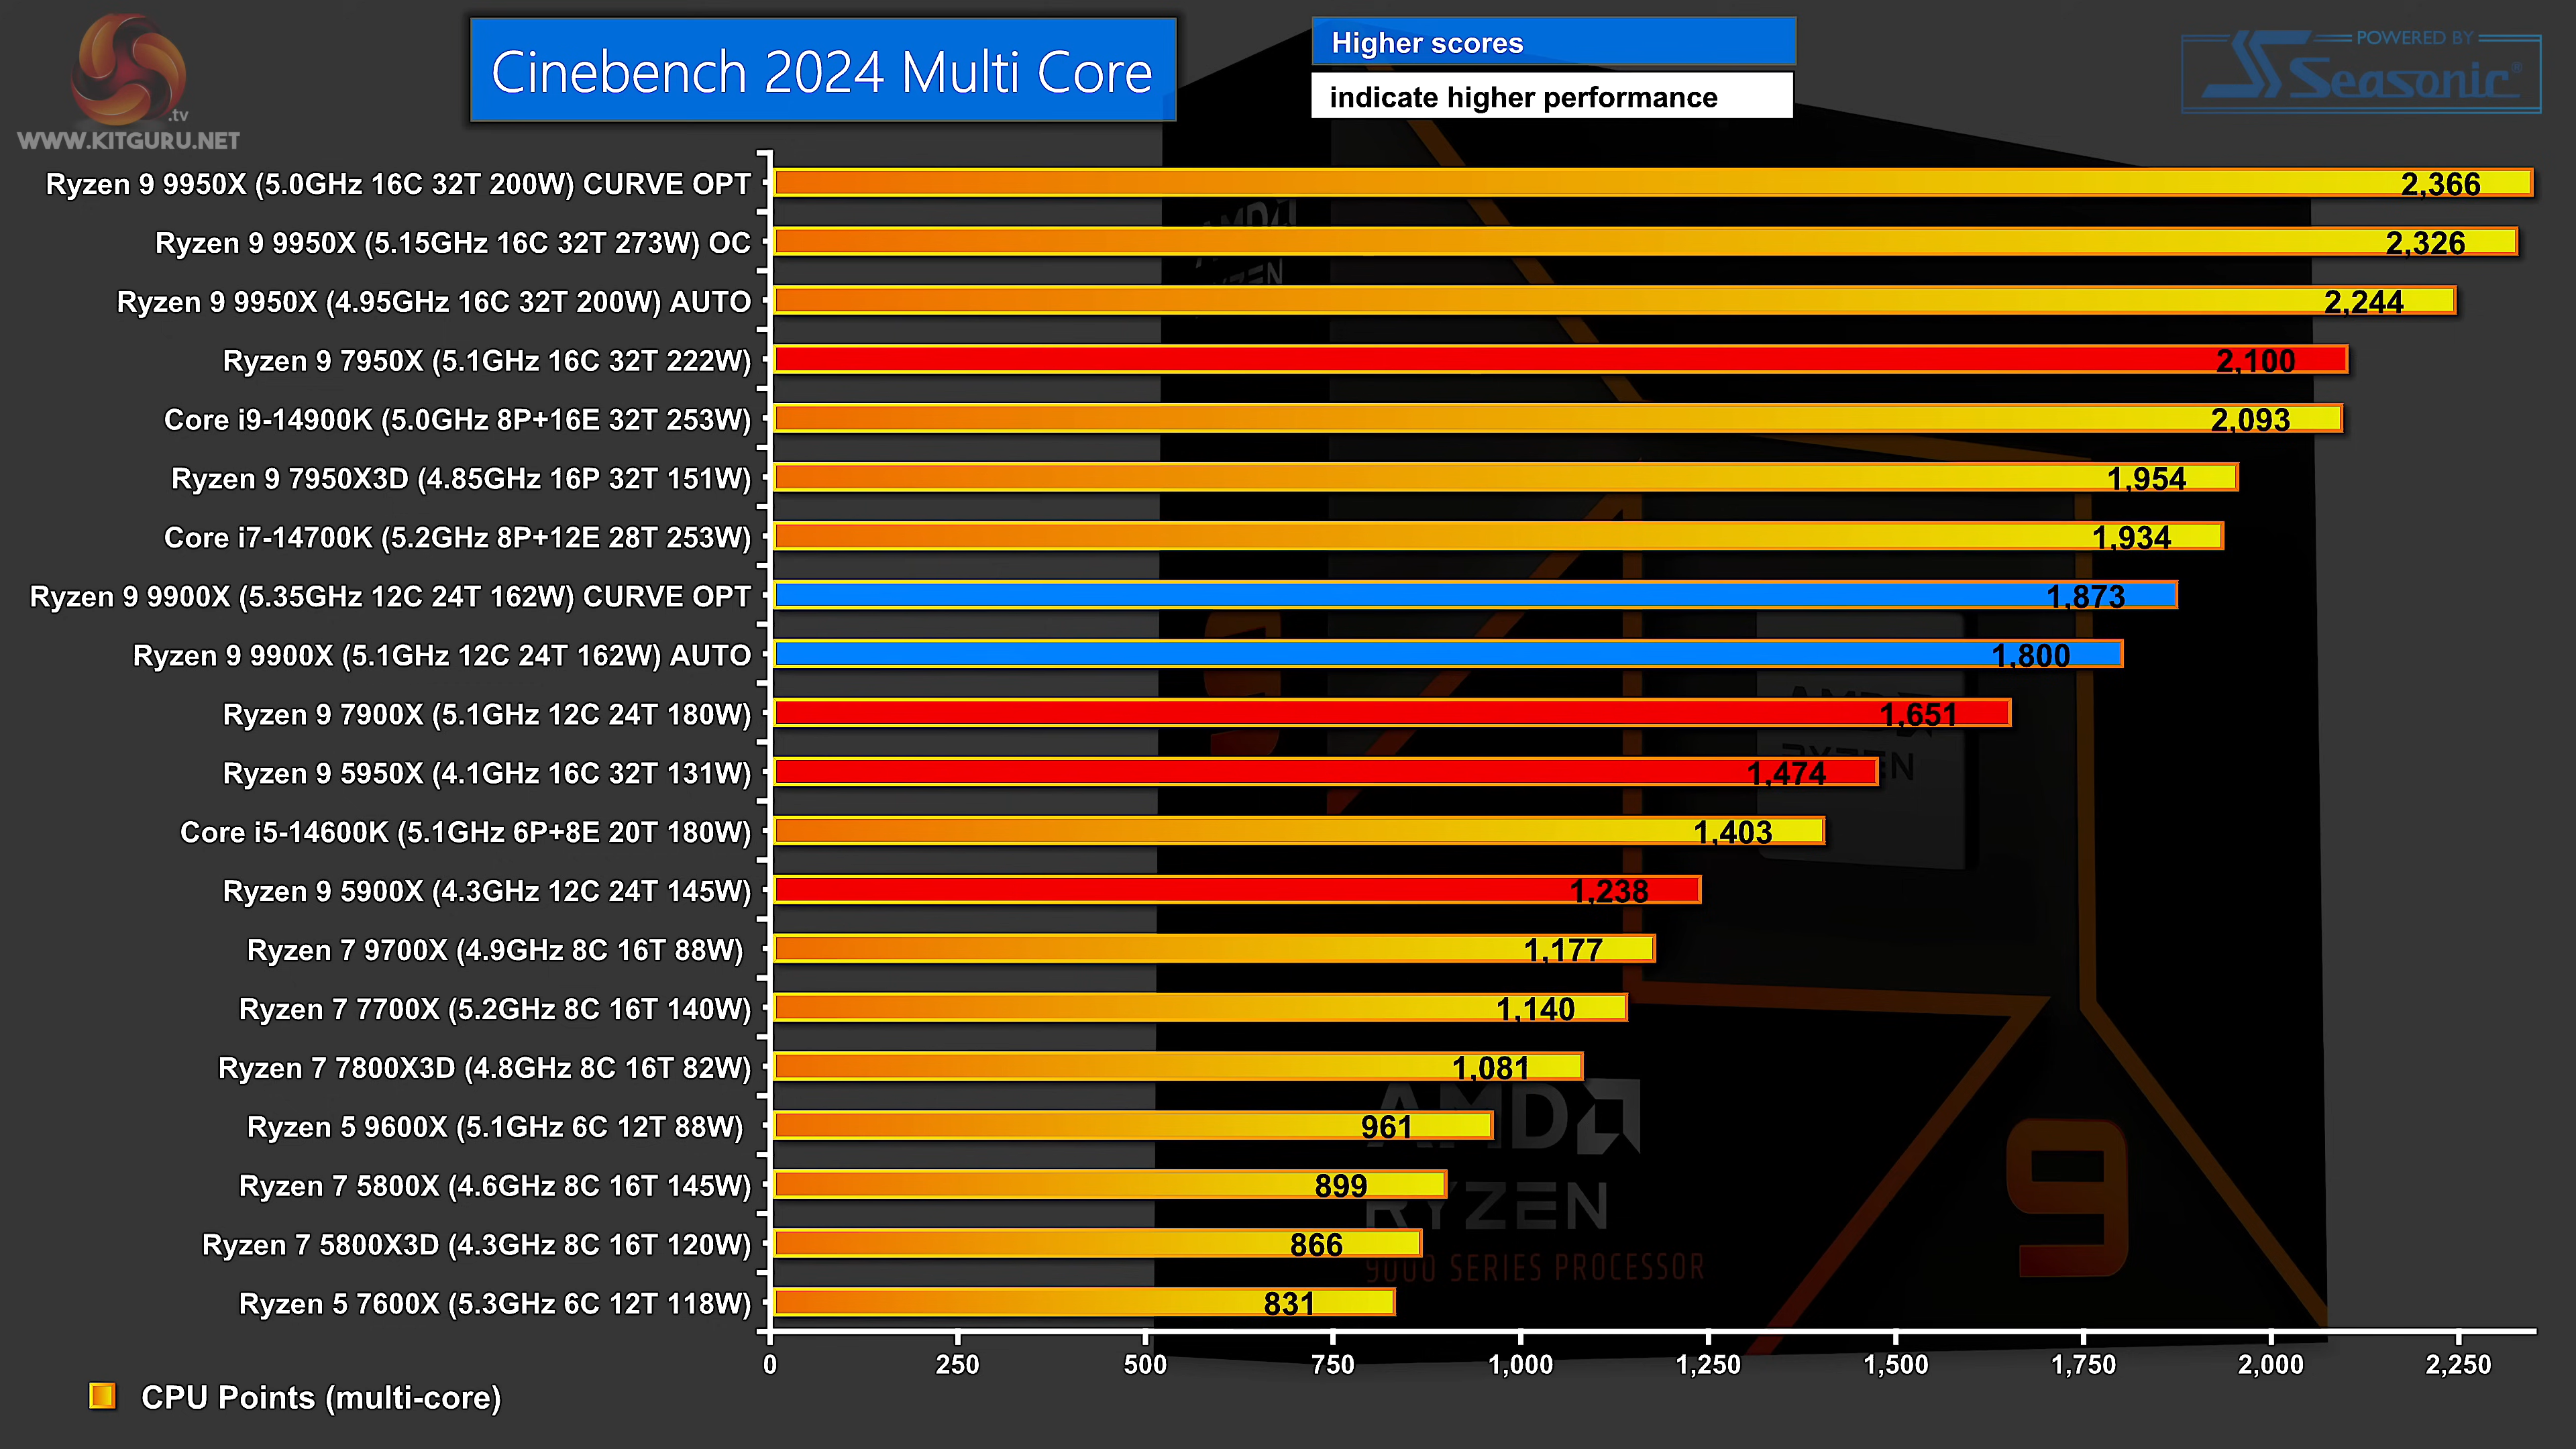 .tv
WWW.KITGURU.NET
Cinebench 2024 Multi Core
Higher scores
indicate higher performance
POWERED BY
Seasonic®
Ryzen 9 9950X (5.0GHz 16C 32T 200W) CURVE OPT 2,366
Ryzen 9 9950X (5.15GHz 16C 32T 273W) OC 2,326
Ryzen 9 9950X (4.95GHz 16C 32T 200W) AUTO 2,244
Ryzen 9 7950X (5.1GHz 16C 32T 222W) 2,100
Core i9-14900K (5.0GHz 8P+16E 32T 253W) 2,093
Ryzen 9 7950X3D (4.85GHz 16P 32T 151W) 1,954
Core i7-14700K (5.2GHz 8P+12E 28T 253W) 1,934
Ryzen 9 9900X (5.35GHz 12C 24T 162W) CURVE OPT 1,873
Ryzen 9 9900X (5.1GHz 12C 24T 162W) AUTO 1,800
Ryzen 9 7900X (5.1GHz 12C 24T 180W) 1,651
Ryzen 9 5950X (4.1GHz 16C 32T 131W) 1,474
Core i5-14600K (5.1GHz 6P+8E 20T 180W) 1,403
Ryzen 9 5900X (4.3GHz 12C 24T 145W) 1,238
Ryzen 7 9700X (4.9GHz 8C 16T 88W) 1,177
Ryzen 7 7700X (5.2GHz 8C 16T 140W) 1,140
Ryzen 7 7800X3D (4.8GHz 8C 16T 82W) 1,081
Ryzen 5 9600X (5.1GHz 6C 12T 88W) 961
Ryzen 7 5800X (4.6GHz 8C 16T 145W) 899
Ryzen 7 5800X3D (4.3GHz 8C 16T 120W) 866
Ryzen 5 7600X (5.3GHz 6C 12T 118W) 831
AMD
RYZEN
9000 SERIES PROCESSOR
9
0 250 500 750 1,000 1,250 1,500 1,750 2,000 2,250
CPU Points (multi-core)